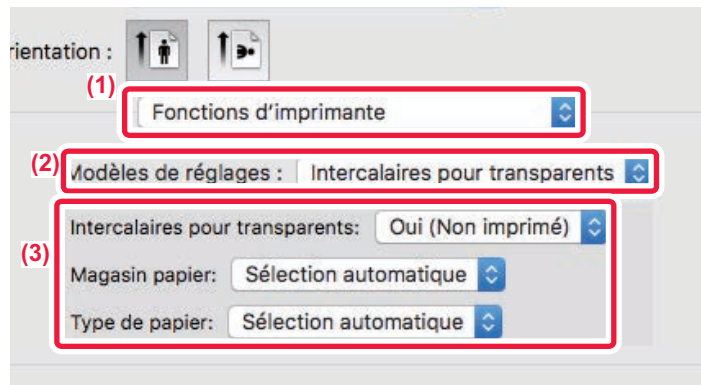 rientation :
(1)
Fonctions d'imprimante
(2)
Modèles de réglages : Intercalaires pour transparents
(3)
Intercalaires pour transparents: Oui (Non imprimé)
Magasin papier: Sélection automatique
Type de papier: Sélection automatique